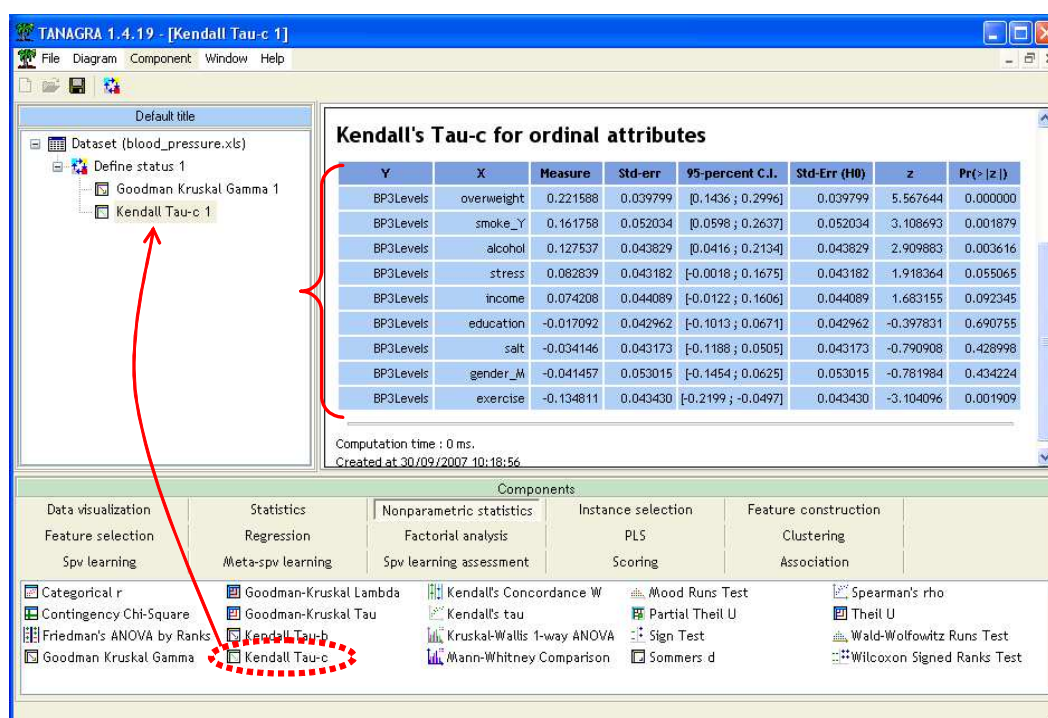 TANAGRA 1.4.19 - [Kendall Tau-c 1]
File Diagram Component Window Help
Default title
Dataset (blood_pressure.xls)
Define status 1
Goodman Kruskal Gamma 1
Kendall Tau-c 1
Kendall's Tau-c for ordinal attributes
Y X Measure Std-err 95-percent C.I. Std-Err (H0) z Pr(>|z|)
BP3Levels overweight 0.221588 0.039799 [0.1436 ; 0.2996] 0.039799 5.567644 0.000000
BP3Levels smoke_Y 0.161758 0.052034 [0.0598 ; 0.2637] 0.052034 3.108693 0.001879
BP3Levels alcohol 0.127537 0.043829 [0.0416 ; 0.2134] 0.043829 2.909883 0.003616
BP3Levels stress 0.082839 0.043182 [-0.0018 ; 0.1675] 0.043182 1.918364 0.055065
BP3Levels income 0.074208 0.044089 [-0.0122 ; 0.1606] 0.044089 1.683155 0.092345
BP3Levels education -0.017092 0.042962 [-0.1013 ; 0.0671] 0.042962 -0.397831 0.690755
BP3Levels salt -0.034146 0.043173 [-0.1188 ; 0.0505] 0.043173 -0.790908 0.428998
BP3Levels gender_M -0.041457 0.053015 [-0.1454 ; 0.0625] 0.053015 -0.781984 0.434224
BP3Levels exercise -0.134811 0.043430 [-0.2199 ; -0.0497] 0.043430 -3.104096 0.001909
Computation time : 0 ms.
Created at 30/09/2007 10:18:56
Components
Data visualization Statistics Nonparametric statistics Instance selection Feature construction
Feature selection Regression Factorial analysis PLS Clustering
Spv learning Meta-spv learning Spv learning assessment Scoring Association
Categorical r Goodman-Kruskal Lambda Kendall's Concordance W Mood Runs Test Spearman's rho
Contingency Chi-Square Goodman-Kruskal Tau Kendall's tau Partial Theil U Theil U
Friedman's ANOVA by Ranks Kendall Tau-b Kruskal-Wallis 1-way ANOVA Sign Test Wald-Wolfowitz Runs Test
Goodman Kruskal Gamma Kendall Tau-c Mann-Whitney Comparison Sommers d Wilcoxon Signed Ranks Test